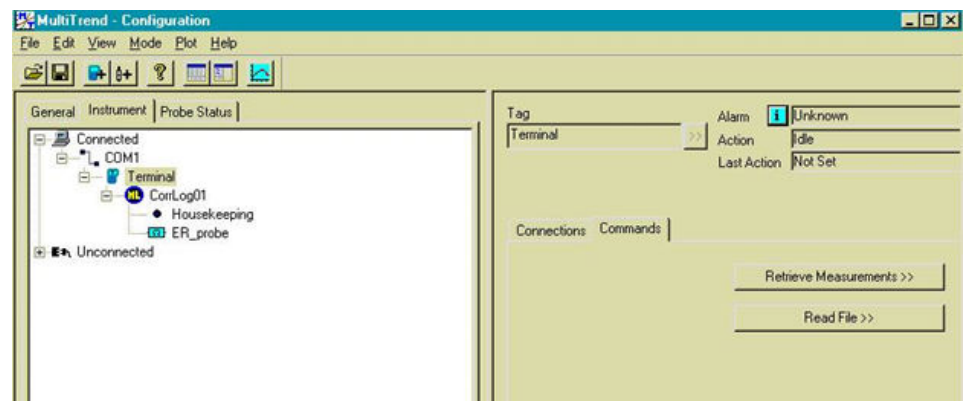 MultiTrend - Configuration
File Edit View Mode Plot Help
General Instrument Probe Status
Connected
COM1
Terminal
CorrLog01
Housekeeping
ER_probe
Unconnected
Tag
Terminal >>
Alarm i Unknown
Action Idle
Last Action Not Set
Connections Commands
Retrieve Measurements >>
Read File >>